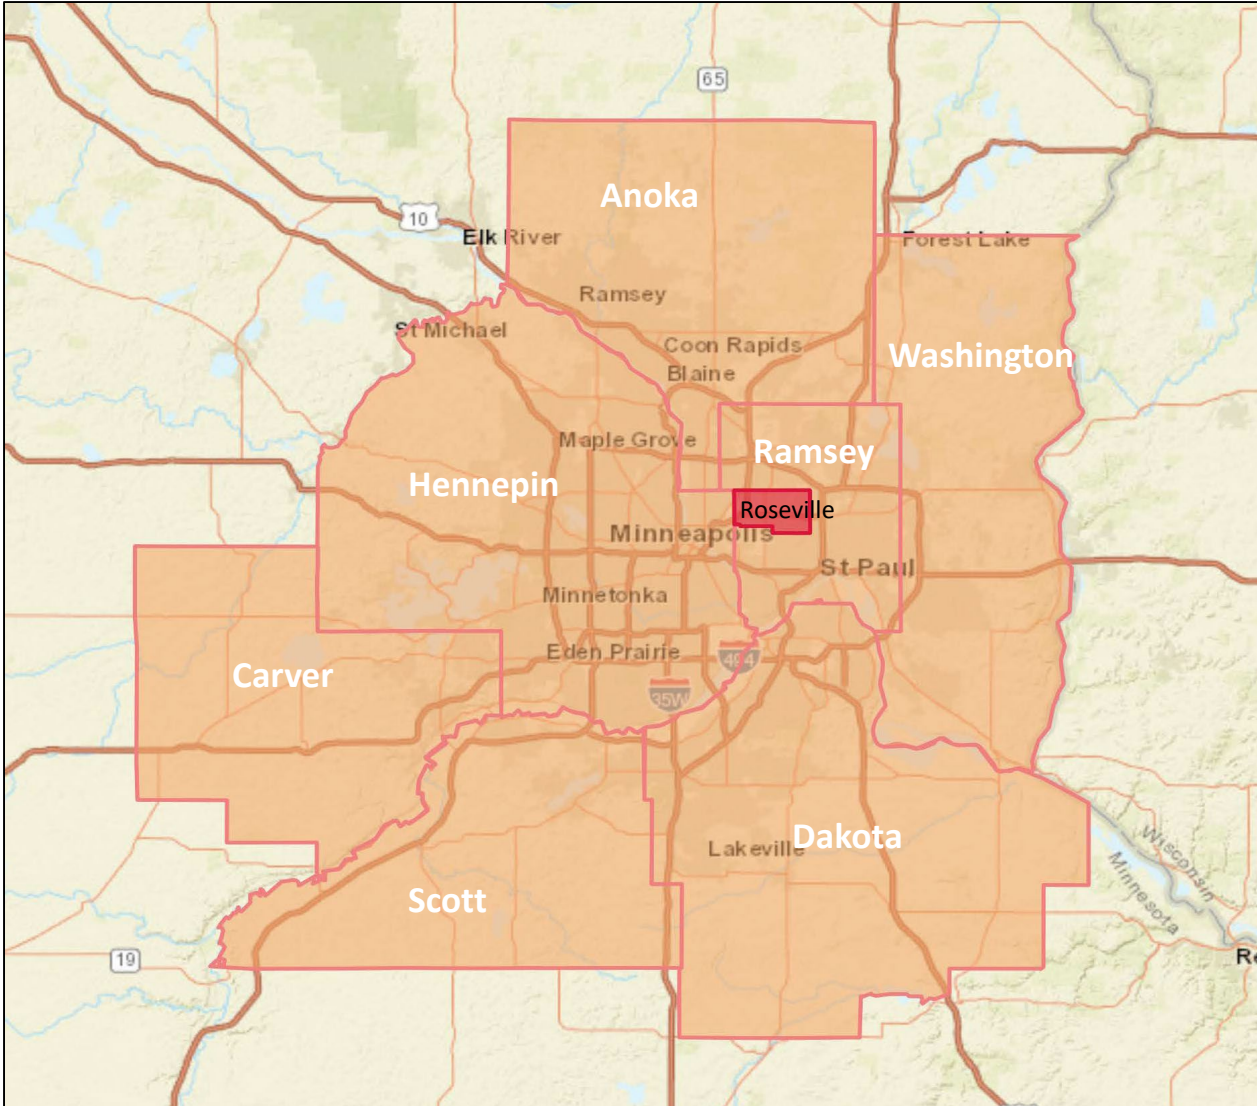 65
Anoka
10
Elk River
Forest Lake
Ramsey
St Michael
Coon Rapids
Washington
Blaine
Maple Grove
Ramsey
Hennepin
Roseville
Minneapolis
St Paul
Minnetonka
Eden Prairie
494
Carver
35W
Dakota
Lakeville
Wisconsin
Minnesota
Scott
19
Re